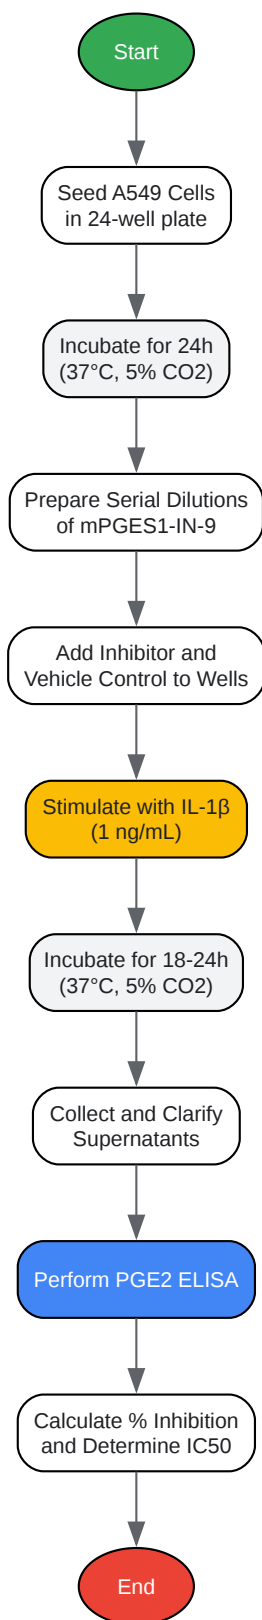 Start
Seed A549 Cells
in 24-well plate
Incubate for 24h
(37°C, 5% CO2)
Prepare Serial Dilutions
of mPGES1-IN-9
Add Inhibitor and
Vehicle Control to Wells
Stimulate with IL-1β
(1 ng/mL)
Incubate for 18-24h
(37°C, 5% CO2)
Collect and Clarify
Supernatants
Perform PGE2 ELISA
Calculate % Inhibition
and Determine IC50
End